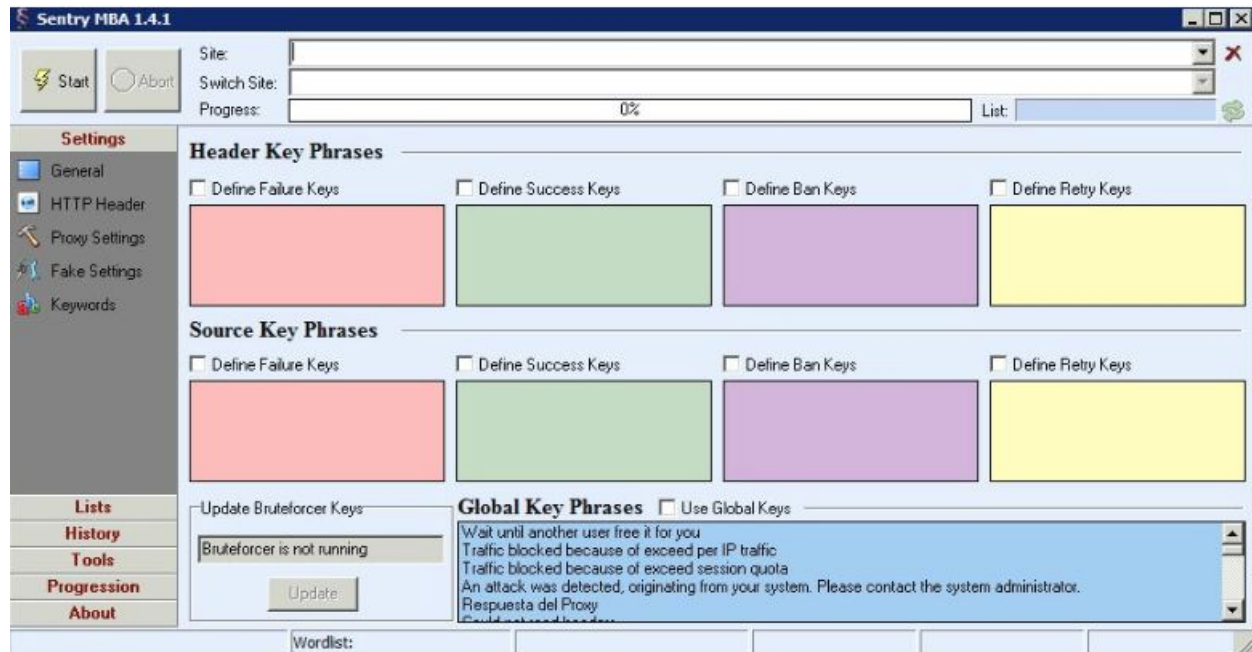 Sentry MBA 1.4.1
Start
Abort
Site:
Switch Site:
Progress: 0% List:
Settings
General
HTTP Header
Proxy Settings
Fake Settings
Keywords
Lists
History
Tools
Progression
About
Header Key Phrases
Define Failure Keys Define Success Keys Define Ban Keys Define Retry Keys
Source Key Phrases
Define Failure Keys Define Success Keys Define Ban Keys Define Retry Keys
Update Bruteforcer Keys
Bruteforcer is not running
Update
Global Key Phrases Use Global Keys
Wait until another user free it for you
Traffic blocked because of exceed per IP traffic
Traffic blocked because of exceed session quota
An attack was detected, originating from your system. Please contact the system administrator.
Respuesta del Proxy
Wordlist: